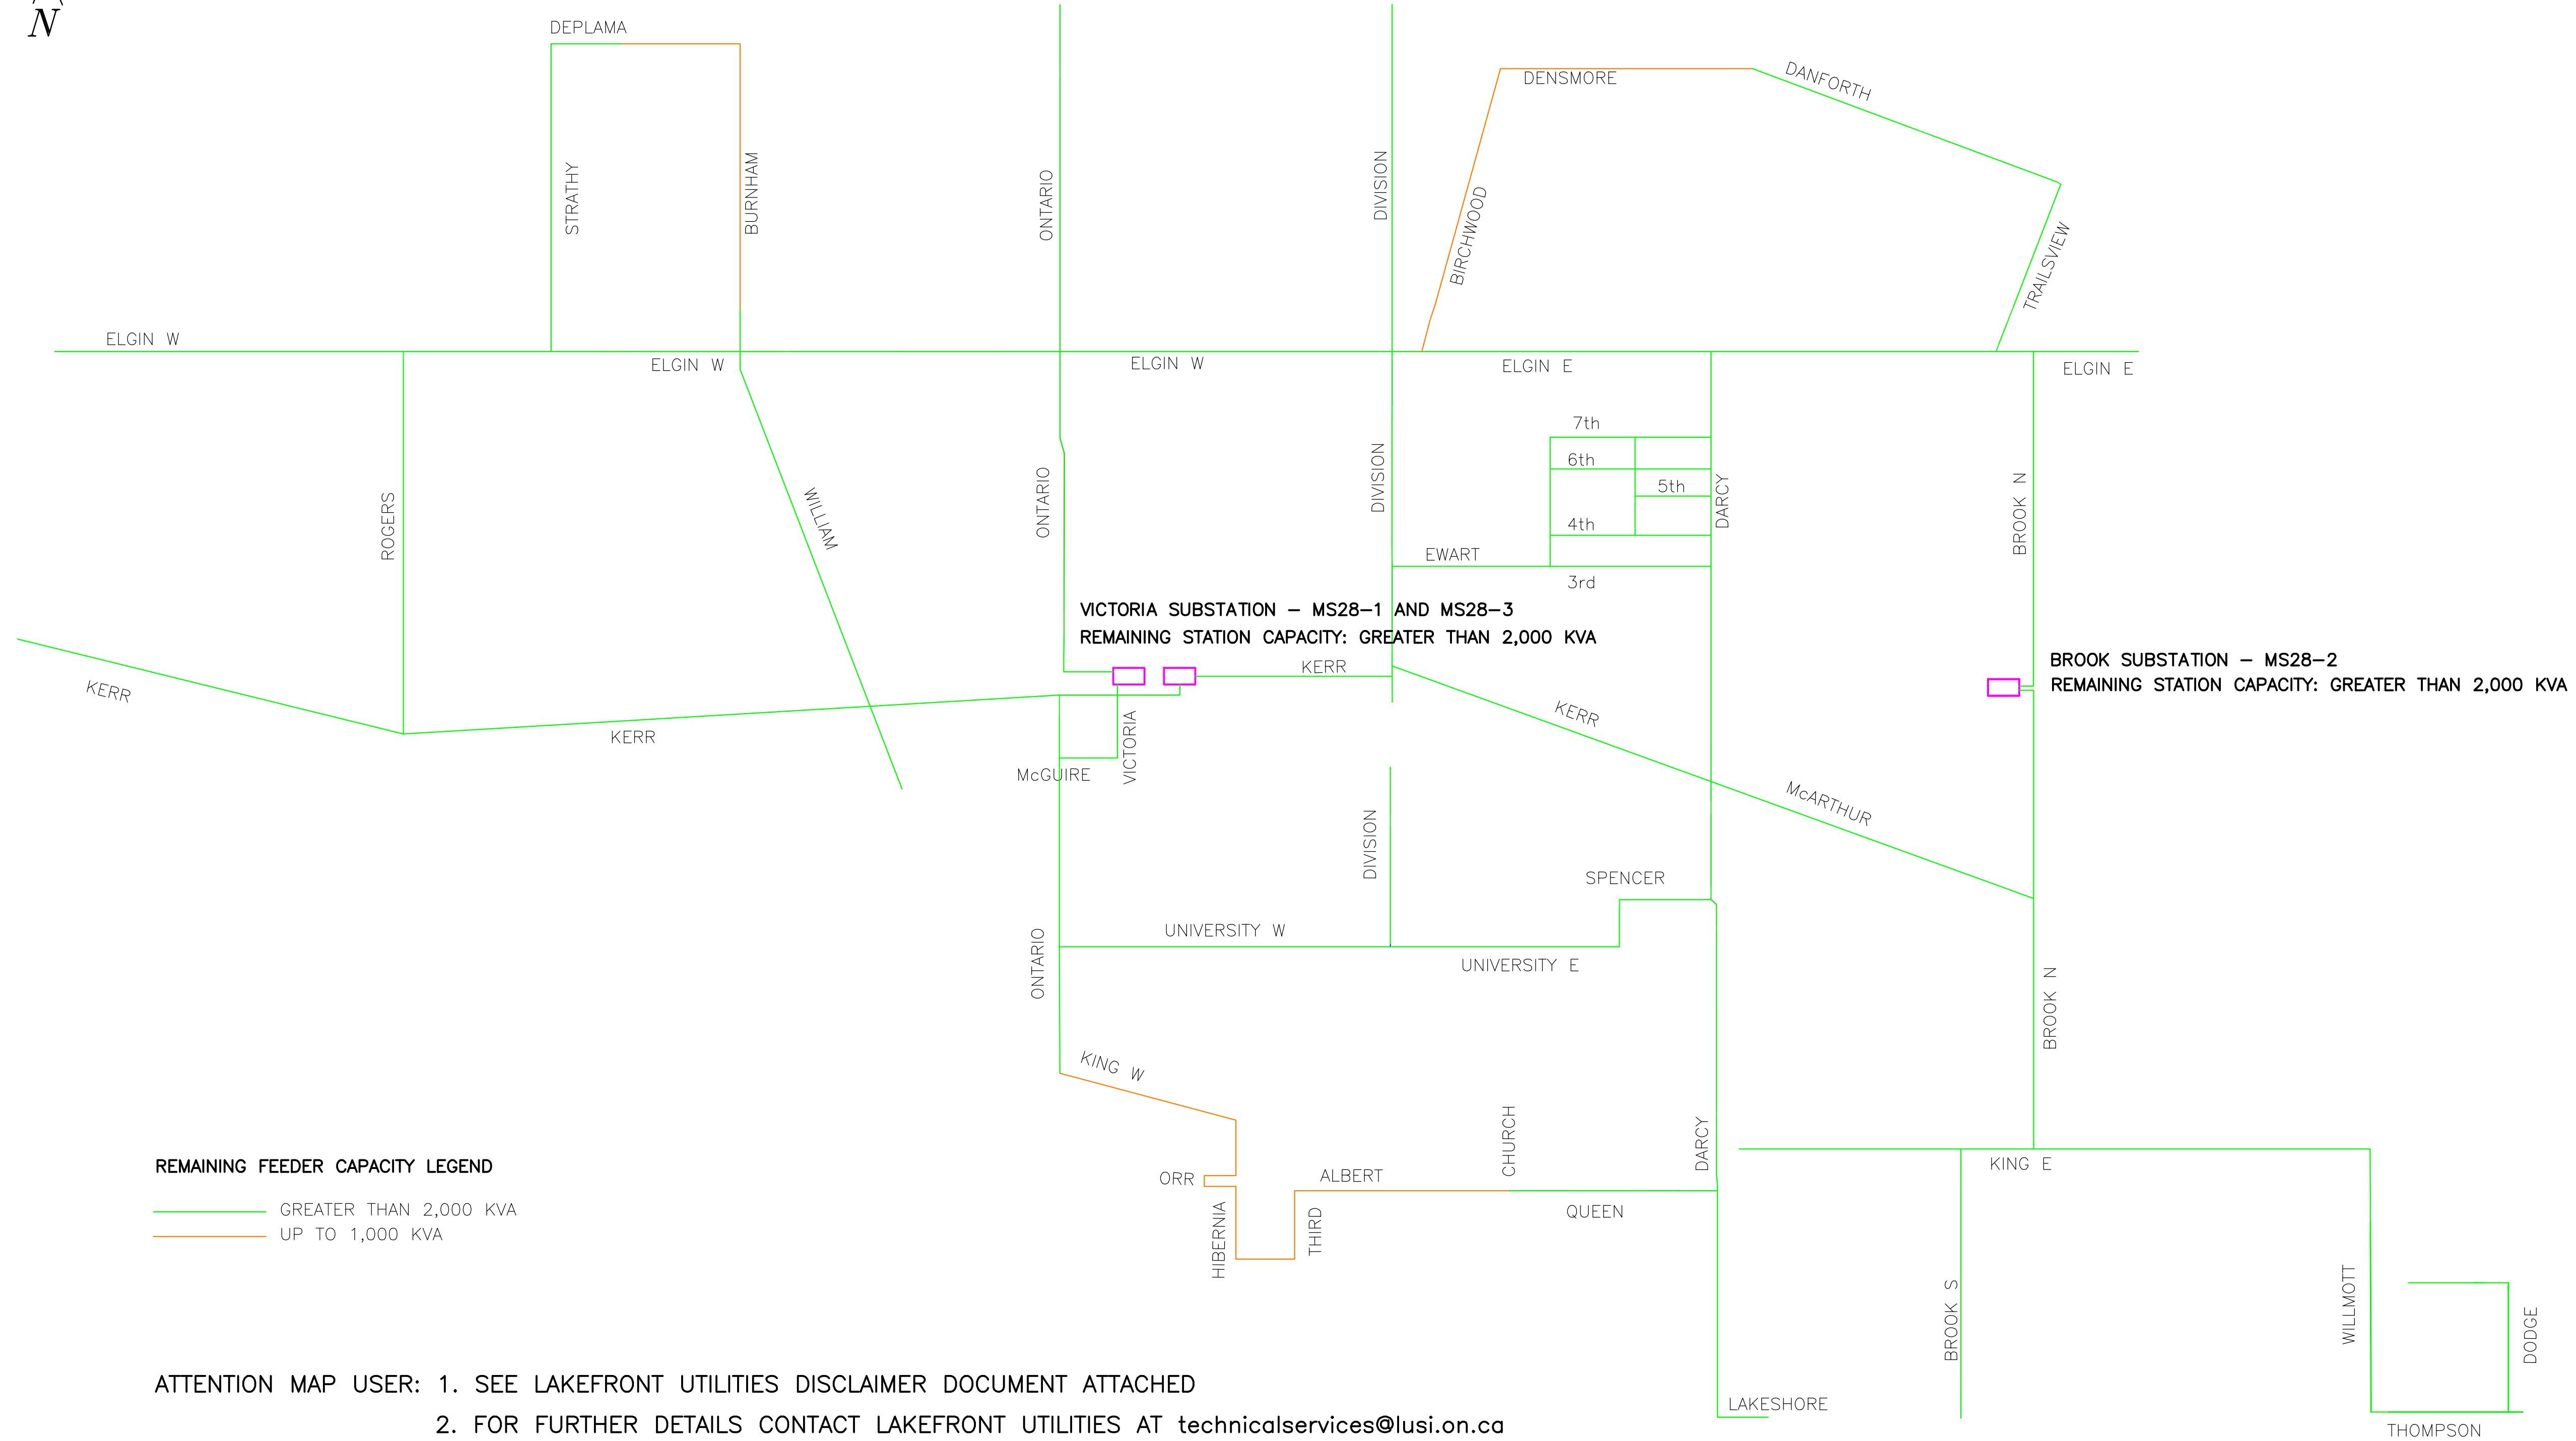 N
DEPLAMA
DENSMORE
DANFORTH
STRATHY
BURNHAM
ONTARIO
DIVISION
BIRCHWOOD
TRAILSVIEW
ELGIN W
ELGIN W
ELGIN W
ELGIN E
ELGIN E
7th
6th
5th
4th
EWART
3rd
ROGERS
WILLIAM
ONTARIO
DIVISION
DARCY
BROOK N
VICTORIA SUBSTATION - MS28-1 AND MS28-3
REMAINING STATION CAPACITY: GREATER THAN 2,000 KVA
BROOK SUBSTATION - MS28-2
REMAINING STATION CAPACITY: GREATER THAN 2,000 KVA
KERR
KERR
KERR
KERR
McGUIRE
VICTORIA
McARTHUR
DIVISION
SPENCER
UNIVERSITY W
UNIVERSITY E
ONTARIO
BROOK N
KING W
CHURCH
DARCY
KING E
ORR
ALBERT
QUEEN
HIBERNIA
THIRD
REMAINING FEEDER CAPACITY LEGEND
GREATER THAN 2,000 KVA
UP TO 1,000 KVA
BROOK S
WILLMOTT
DODGE
LAKESHORE
THOMPSON
ATTENTION MAP USER: 1. SEE LAKEFRONT UTILITIES DISCLAIMER DOCUMENT ATTACHED
2. FOR FURTHER DETAILS CONTACT LAKEFRONT UTILITIES AT technicalservices@lusi.on.ca